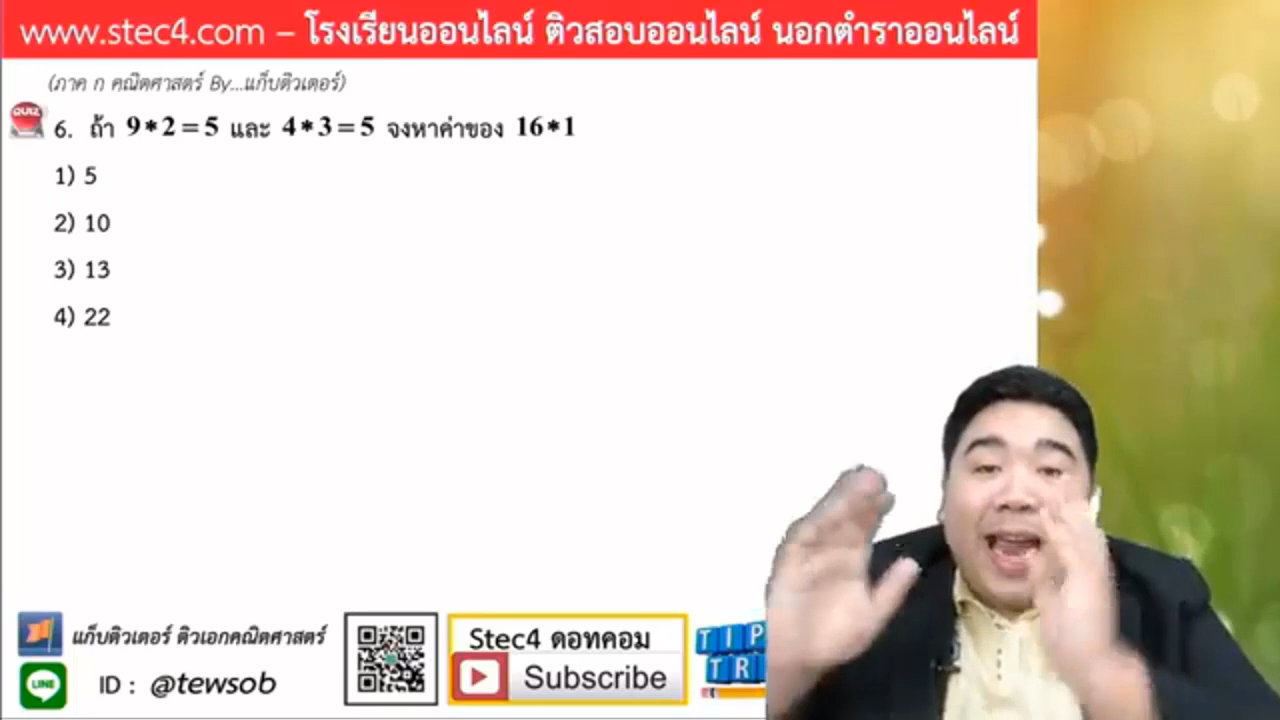 www.stec4.com – โรงเรียนออนไลน์ ติวสอบออนไลน์ นอกตำราออนไลน์
(ภาค ก คณิตศาสตร์ By...แก็บติวเตอร์)
QUIZ
6. ถ้า 9*2=5 และ 4*3=5 จงหาค่าของ 16*1
1) 5
2) 10
3) 13
4) 22
แก็บติวเตอร์ ติวเอกคณิตศาสตร์
LINE ID : @tewsob
Stec4 ดอทคอม
Subscribe
TIP
TRI